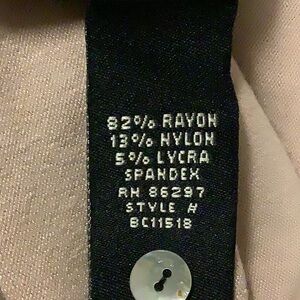 82% RAYON
13% NYLON
5% LYCRA
SPANDEX
RN 86297
STYLE #
BC11518